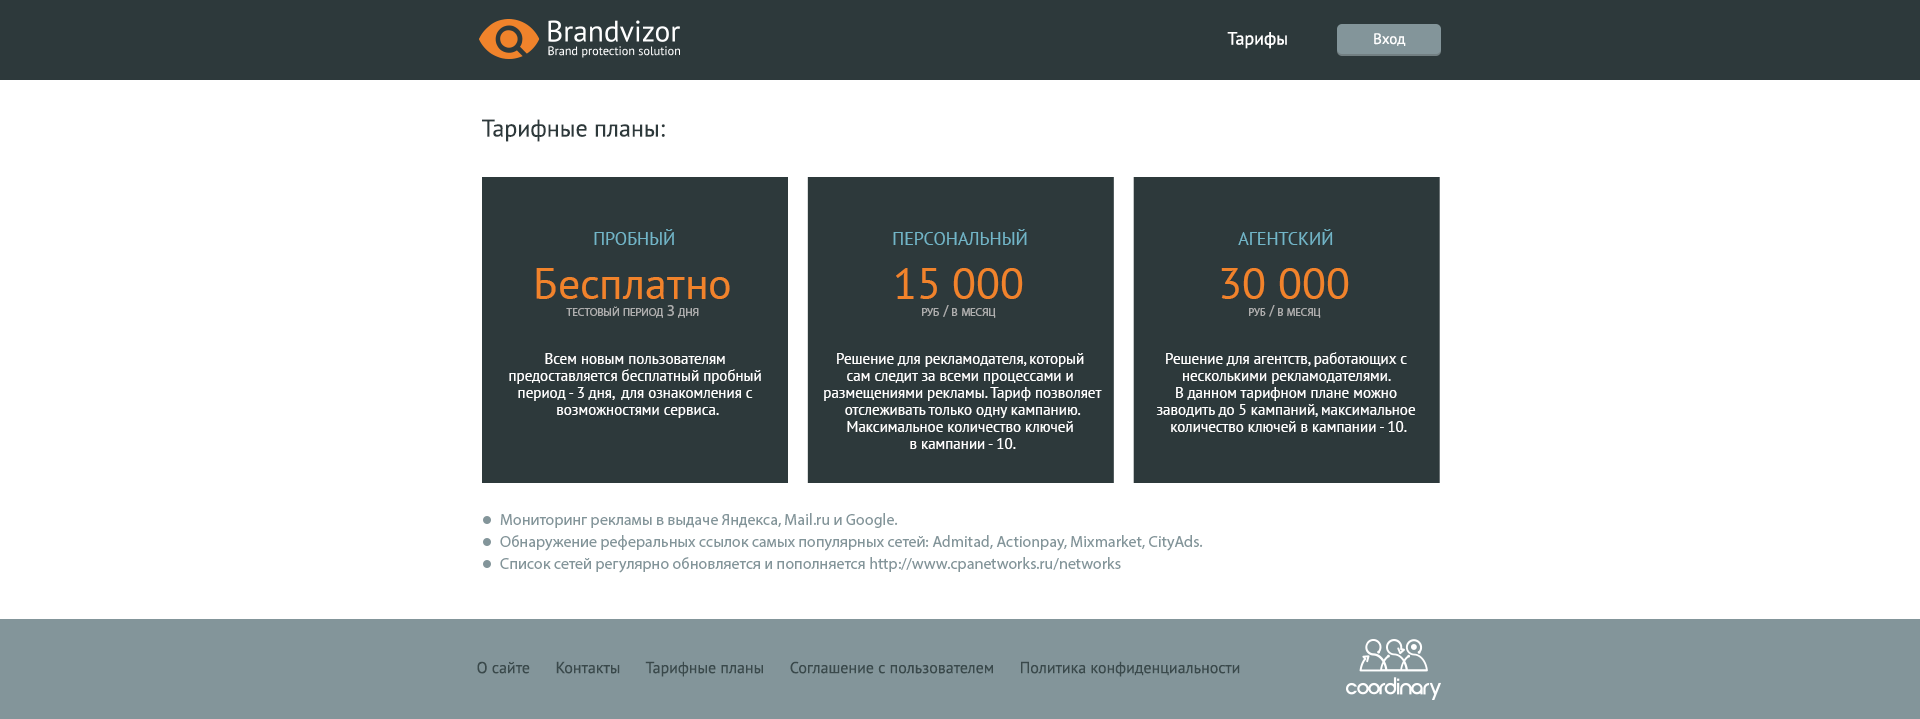 Brandvizor
Brand protection solution
Тарифы
Вход
Тарифные планы:
ПРОБНЫЙ
Бесплатно
ТЕСТОВЫЙ ПЕРИОД 3 ДНЯ
Всем новым пользователям
предоставляется бесплатный пробный
период - 3 дня, для ознакомления с
возможностями сервиса.
ПЕРСОНАЛЬНЫЙ
15 000
РУБ / В МЕСЯЦ
Решение для рекламодателя, который
сам следит за всеми процессами и
размещениями рекламы. Тариф позволяет
отслеживать только одну кампанию.
Максимальное количество ключей
в кампании - 10.
АГЕНТСКИЙ
30 000
РУБ / В МЕСЯЦ
Решение для агентств, работающих с
несколькими рекламодателями.
В данном тарифном плане можно
заводить до 5 кампаний, максимальное
количество ключей в кампании - 10.
Мониторинг рекламы в выдаче Яндекса, Mail.ru и Google.
Обнаружение реферальных ссылок самых популярных сетей: Admitad, Actionpay, Mixmarket, CityAds.
Список сетей регулярно обновляется и пополняется http://www.cpanetworks.ru/networks
О сайте
Контакты
Тарифные планы
Соглашение с пользователем
Политика конфиденциальности
coordinary